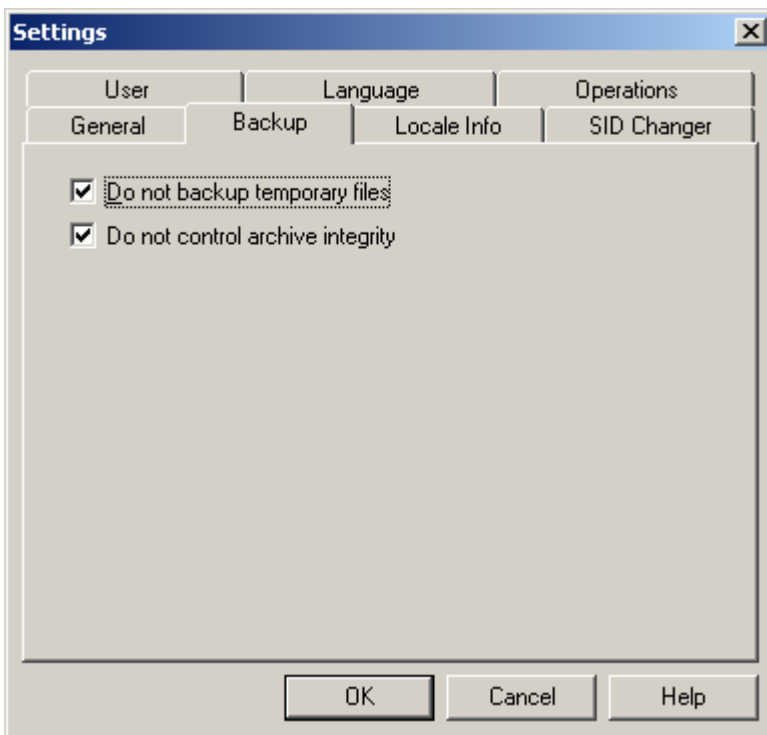 Settings
User Language Operations
General Backup Locale Info SID Changer
Do not backup temporary files
Do not control archive integrity
OK Cancel Help